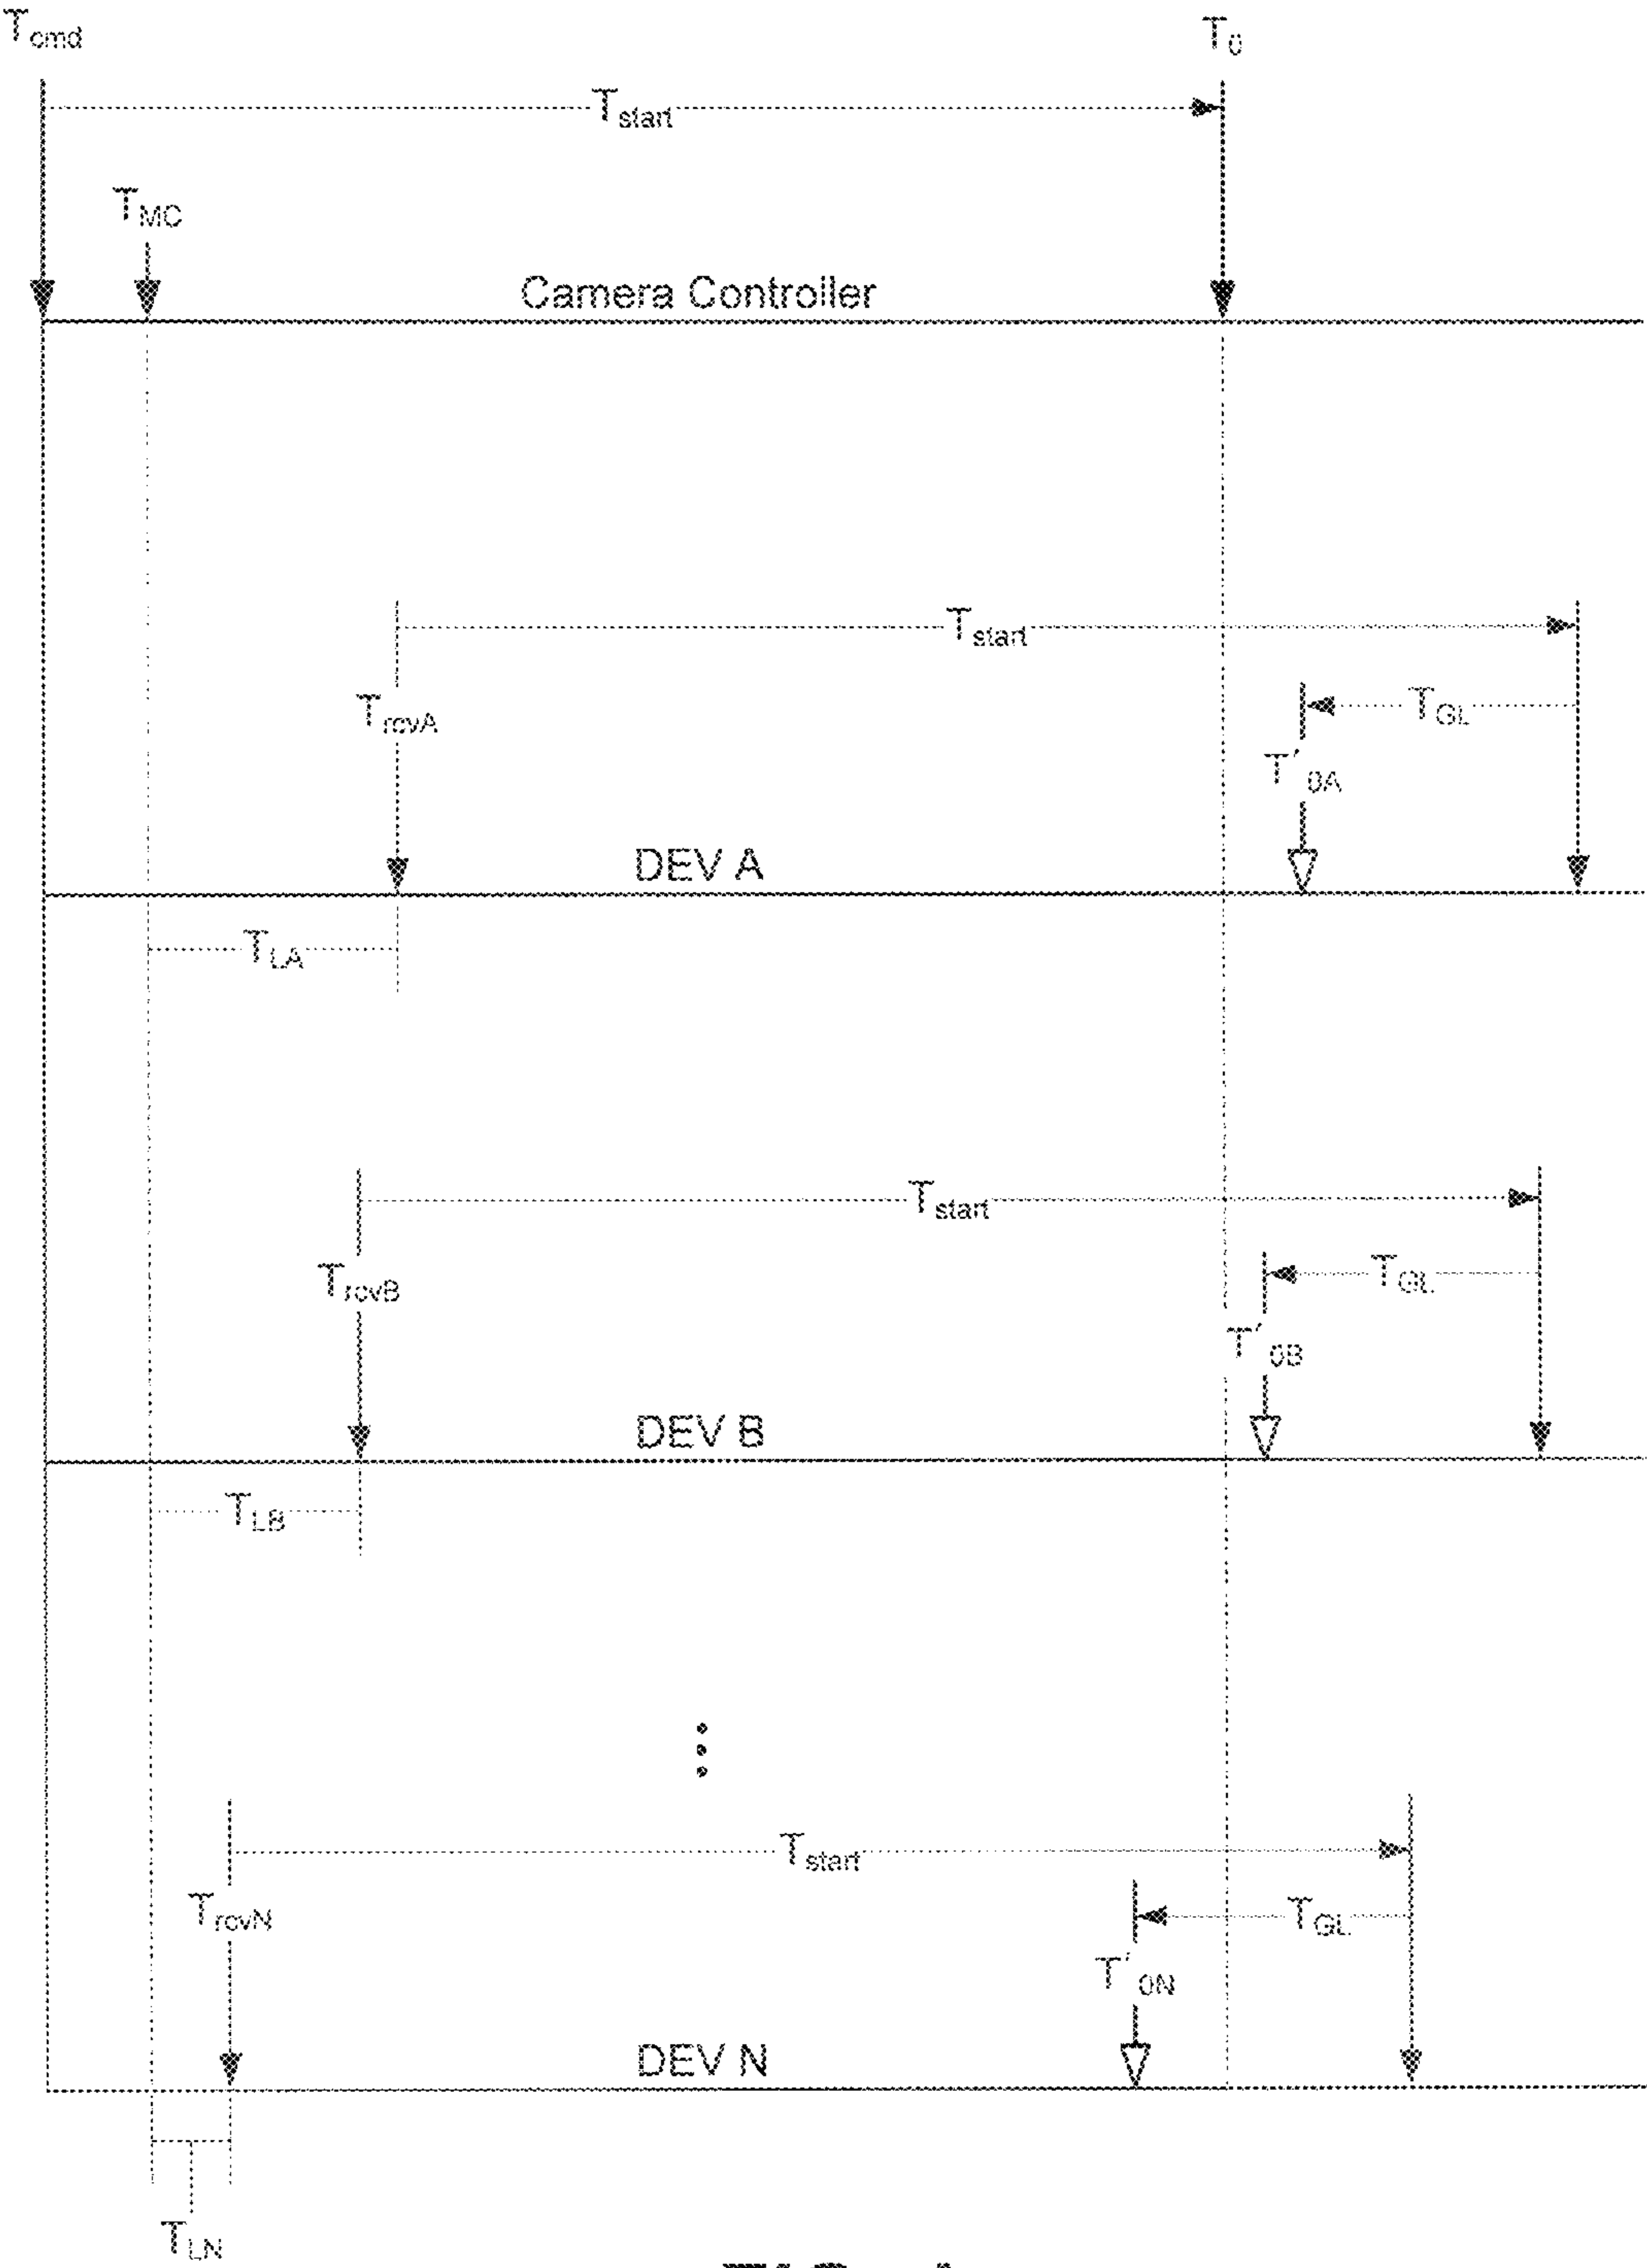 Tcmd
T0
Tstart
TMC
Camera Controller
Tstart
TrcvA
TGL
T′0A
DEV A
TLA
Tstart
TrcvB
TGL
T′0B
DEV B
TLB
Tstart
TrcvN
TGL
T′0N
DEV N
TLN